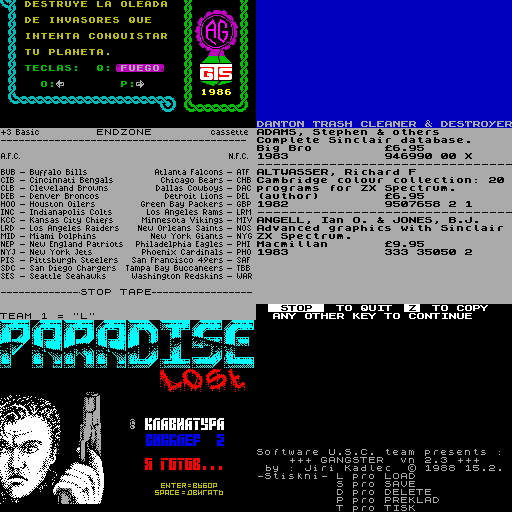 DESTRUYE LA OLEADA
DE INVASORES QUE
INTENTA CONQUISTAR
TU PLANETA.
TECLAS: 0: FUEGO
O: P:
AG
GTS
1986
DANTON TRASH CLEANER & DESTROYER
+3 Basic ENDZONE cassette
A.F.C. N.F.C.
BUB - Buffalo Bills Atlanta Falcons - ATF
CIB - Cincinnati Bengals Chicago Bears - CHB
CLB - Cleveland Browns Dallas Cowboys - DAC
DEB - Denver Broncos Detroit Lions - DEL
HOO - Houston Oilers Green Bay Packers - GBP
INC - Indianapolis Colts Los Angeles Rams - LRM
KCC - Kansas City Chiefs Minnesota Vikings - MIV
LRD - Los Angeles Raiders New Orleans Saints - NOS
MID - Miami Dolphins New York Giants - NYG
NEP - New England Patriots Philadelphia Eagles - PHI
NYJ - New York Jets Phoenix Cardinals - PHO
PIS - Pittsburgh Steelers San Francisco 49ers - SAF
SDC - San Diego Chargers Tampa Bay Buccaneers - TBB
SES - Seattle Seahawks Washington Redskins - WAR
STOP TAPE
TEAM 1 = "L"
ADAMS, Stephen & others
Complete Sinclair database.
Big Bro £6.95
1983 946990 00 X
ALTWASSER, Richard F
Cambridge colour collection: 20
programs for ZX Spectrum.
(author) £6.95
1982 9507658 2 1
ANGELL, Ian O. & JONES, B.J.
Advanced graphics with Sinclair
ZX Spectrum.
Macmillan £9.95
1983 333 35050 2
STOP TO QUIT Z TO COPY
ANY OTHER KEY TO CONTINUE
PARADISE
LOST
КЛАВИАТУРА
СИНКЛЕР 2
Я ГОТОВ...
ENTER=ВЫБОР
SPACE=ДВИГАТЬ
Software U.S.C. team presents :
+++ GANGSTER vn 2.3 +++
by : Jiri Kadlec © 1988 15.2.
-Stiskni- L pro LOAD
S pro SAVE
D pro DELETE
P pro PREKLAD
T pro TISK